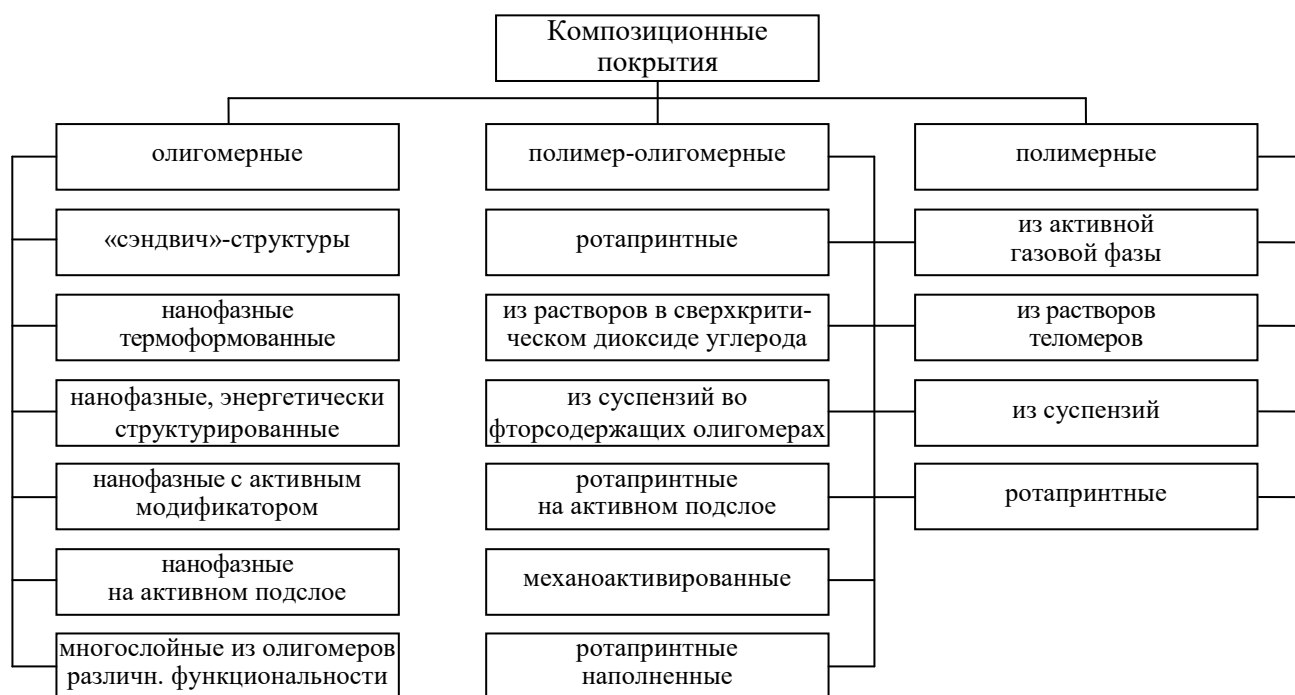 Композиционные
покрытия
олигомерные
полимер-олигомерные
полимерные
«сэндвич»-структуры
ротапринтные
из активной
газовой фазы
нанофазные
термоформованные
из растворов в сверхкрити-
ческом диоксиде углерода
из растворов
теломеров
нанофазные, энергетически
структурированные
из суспензий во
фторсодержащих олигомерах
из суспензий
нанофазные с активным
модификатором
ротапринтные
на активном подслое
ротапринтные
нанофазные
на активном подслое
механоактивированные
многослойные из олигомеров
различн. функциональности
ротапринтные
наполненные